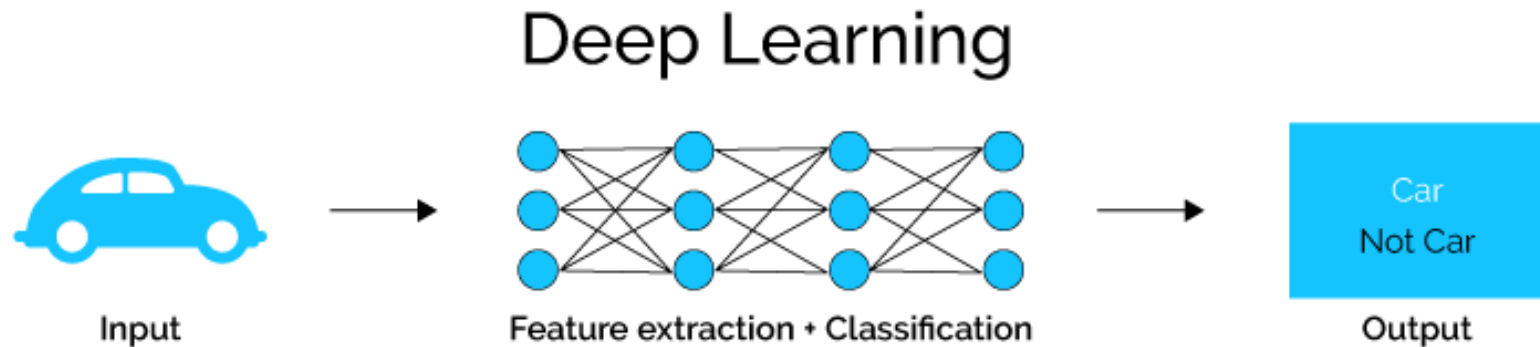 Deep Learning
Car
Not Car
Input
Feature extraction + Classification
Output